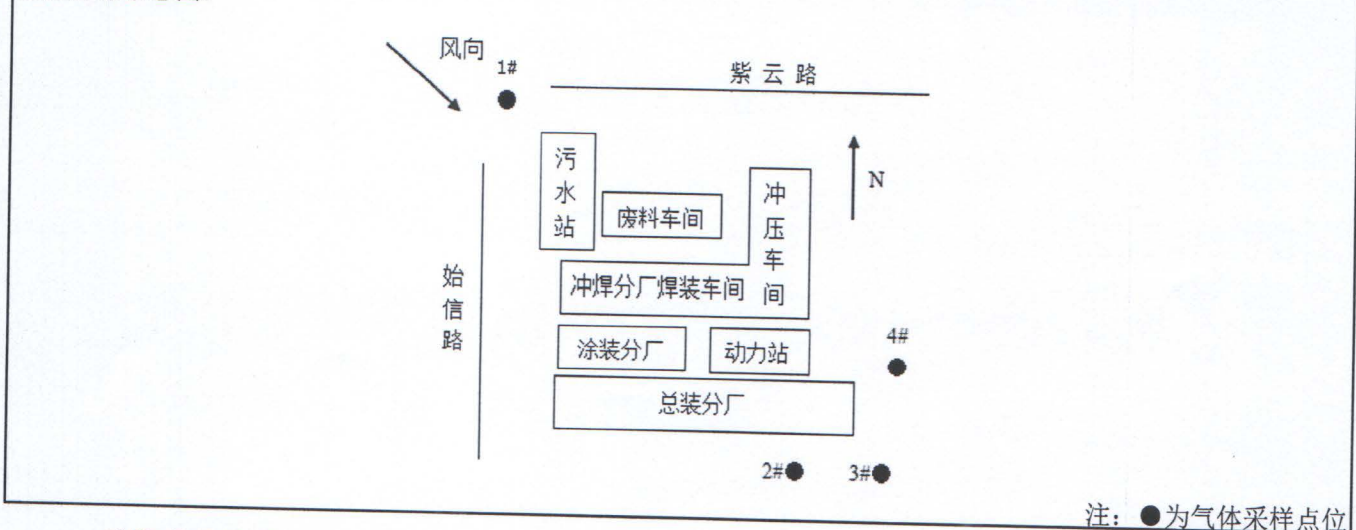 风向
1#
紫云路
污水站
废料车间
冲压车间
N
冲焊分厂焊装车间
始信路
涂装分厂
动力站
4#
总装分厂
2#
3#
注：●为气体采样点位